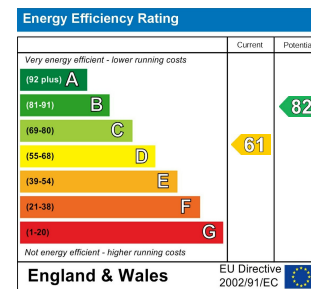 Energy Efficiency Rating
Current Potentia
Very energy efficient - lower running costs
(92 plus) A
(81-91) B
82
(69-80) C
61
(55-68) D
(39-54) E
(21-38) F
(1-20) G
Not energy efficient - higher running costs
England & Wales
EU Directive
2002/91/EC